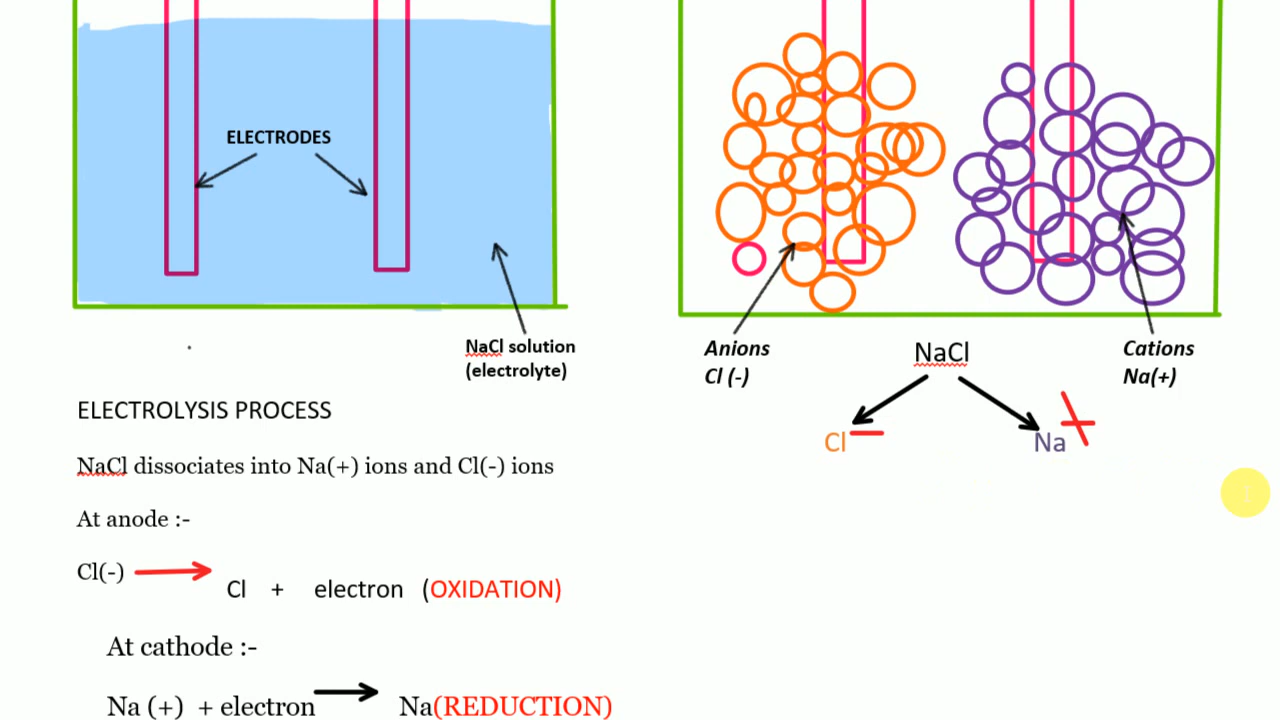 ELECTRODES
NaCl solution
(electrolyte)
Anions
Cl (-)
NaCl
Cations
Na(+)
Cl
Na
ELECTROLYSIS PROCESS
NaCl dissociates into Na(+) ions and Cl(-) ions
At anode :-
Cl(-)
Cl + electron (OXIDATION)
At cathode :-
Na (+) + electron Na(REDUCTION)